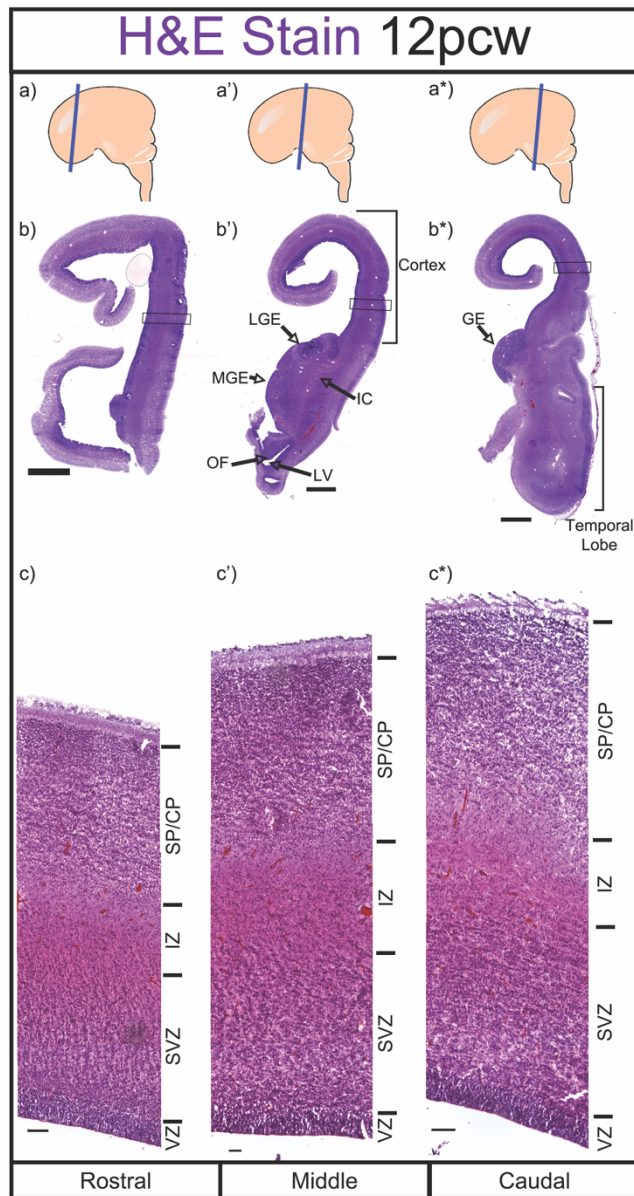 H&E Stain 12pcw
a) a’) a*)
b) b’) b*)
Cortex
LGE
GE
MGE
IC
OF
LV
Temporal
Lobe
c) c’) c*)
SP/CP
IZ
SVZ
VZ
SP/CP
IZ
SVZ
VZ
SP/CP
IZ
SVZ
VZ
Rostral Middle Caudal